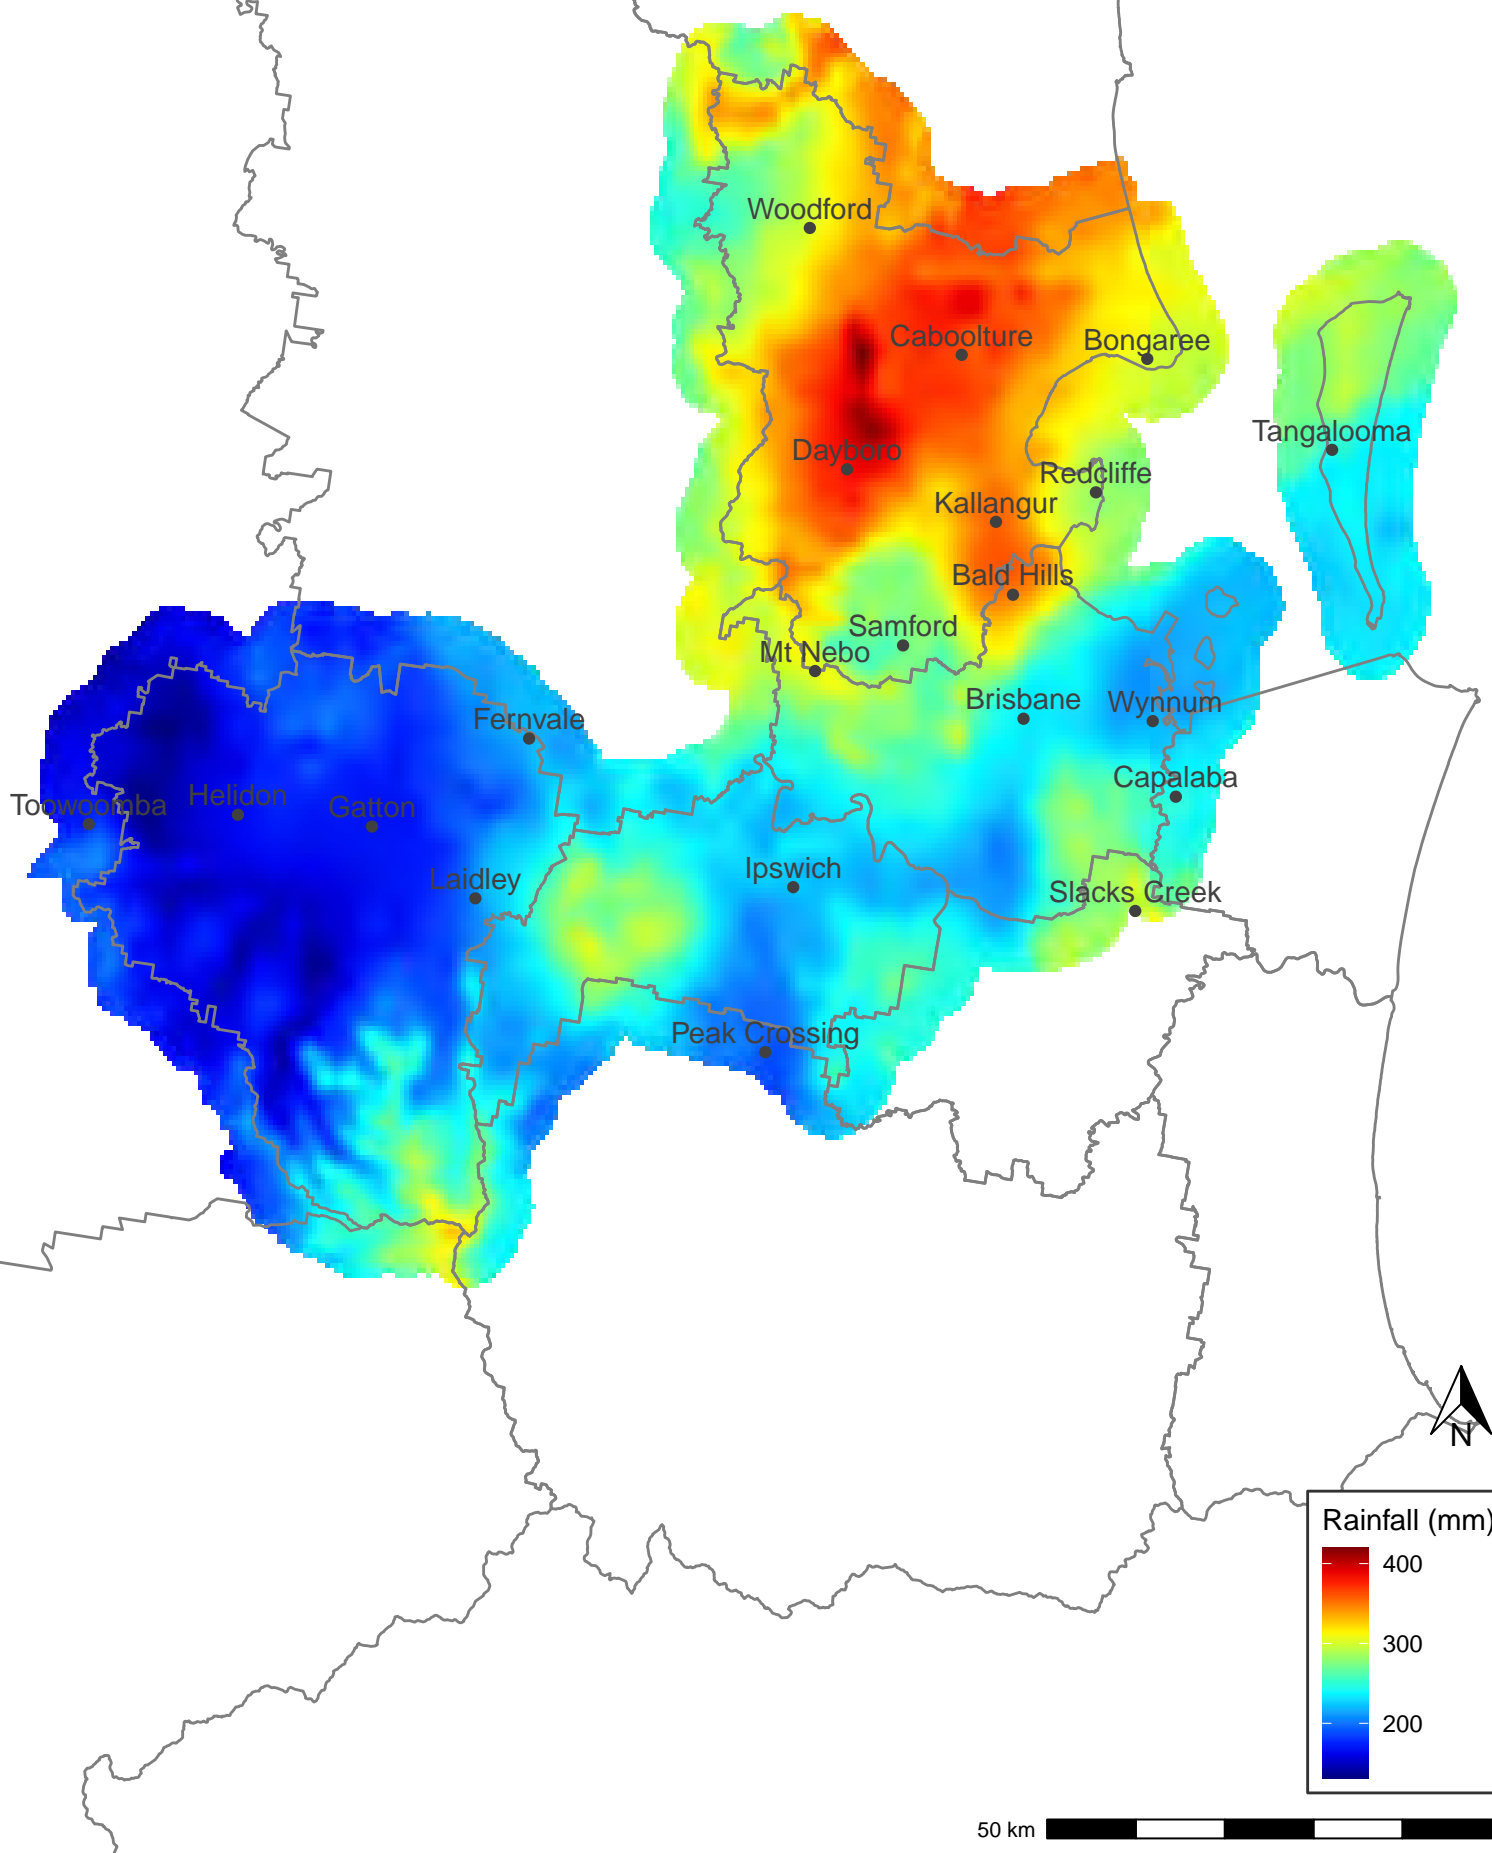 Woodford
Caboolture
Bongaree
Tangalooma
Dayboro
Redcliffe
Kallangur
Bald Hills
Samford
Mt Nebo
Brisbane
Wynnum
Fernvale
Capalaba
Toowoomba
Helidon
Gatton
Ipswich
Laidley
Slacks Creek
Peak Crossing
N
Rainfall (mm)
400
300
200
50 km